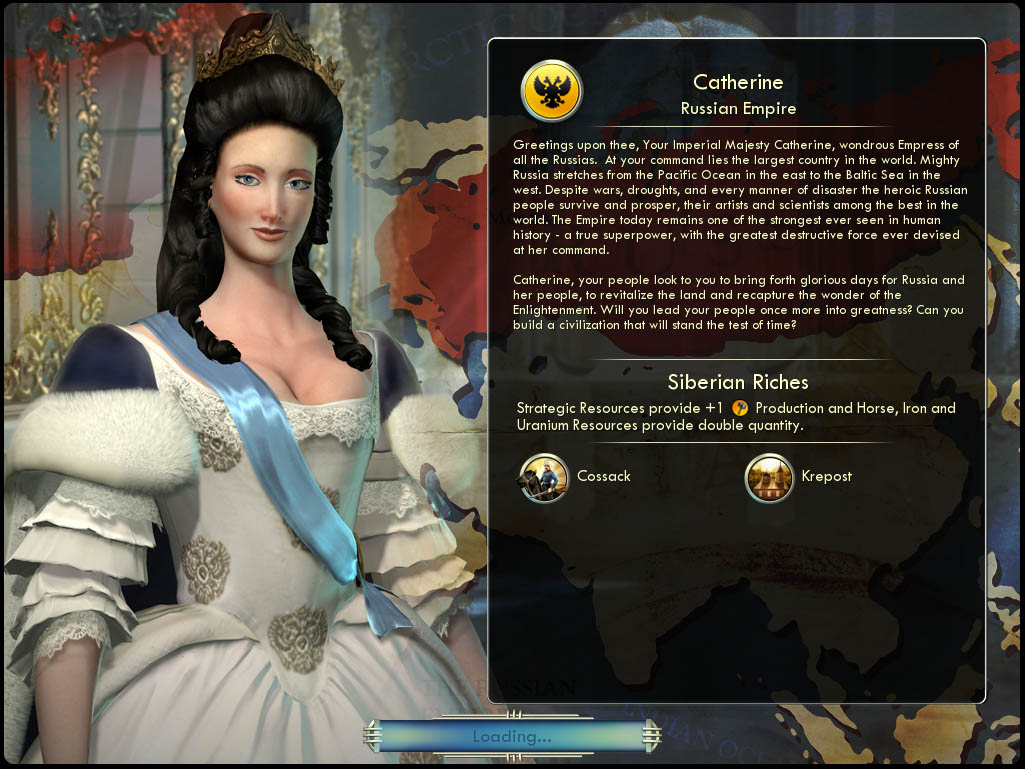 ARCTIC OCEAN
Catherine
Russian Empire
Greetings upon thee, Your Imperial Majesty Catherine, wondrous Empress of
all the Russias. At your command lies the largest country in the world. Mighty
Russia stretches from the Pacific Ocean in the east to the Baltic Sea in the
west. Despite wars, droughts, and every manner of disaster the heroic Russian
people survive and prosper, their artists and scientists among the best in the
world. The Empire today remains one of the strongest ever seen in human
history - a true superpower, with the greatest destructive force ever devised
at her command.
Catherine, your people look to you to bring forth glorious days for Russia and
her people, to revitalize the land and recapture the wonder of the
Enlightenment. Will you lead your people once more into greatness? Can you
build a civilization that will stand the test of time?
Siberian Riches
Strategic Resources provide +1 Production and Horse, Iron and
Uranium Resources provide double quantity.
Cossack
Krepost
THE RUSSIAN
INDIAN OCE
Loading...